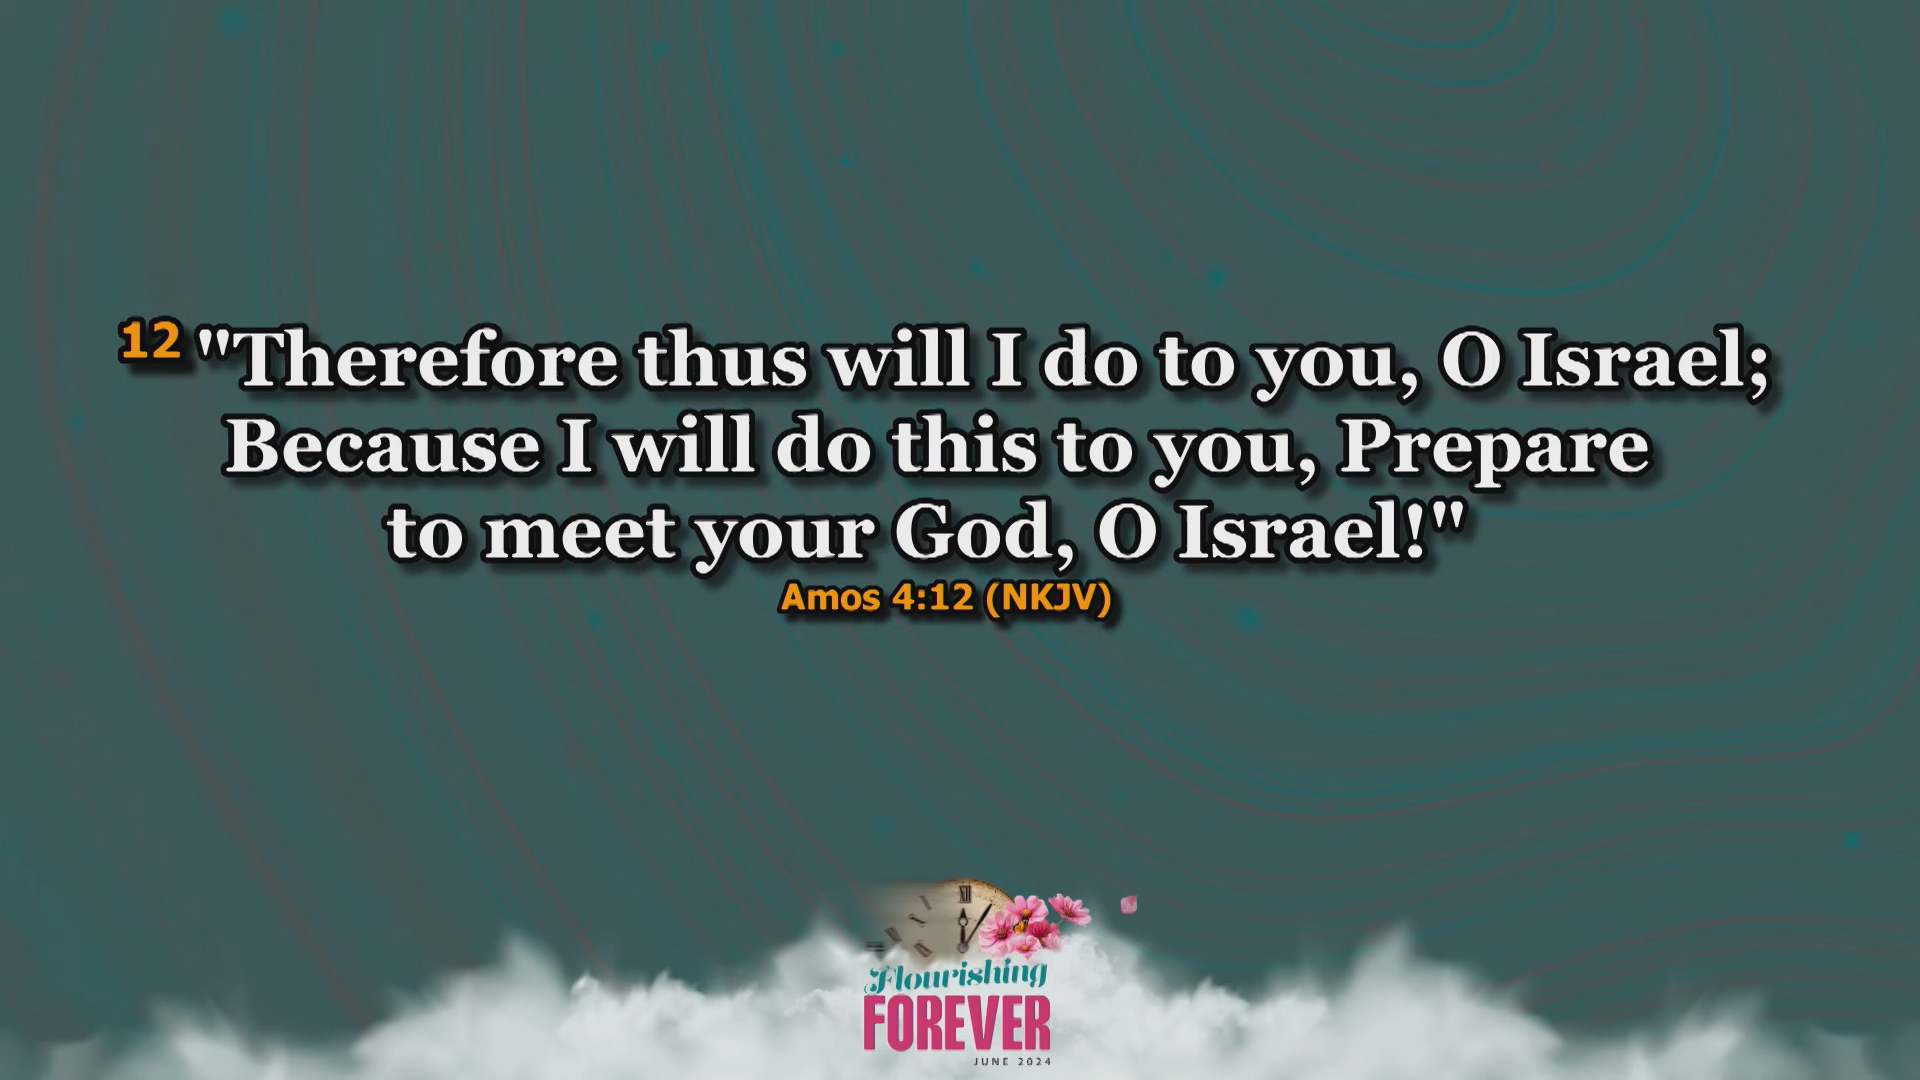 12 "Therefore thus will I do to you, O Israel;
Because I will do this to you, Prepare
to meet your God, O Israel!"
Amos 4:12 (NKJV)
XII
Flourishing
FOREVER
JUNE 2024